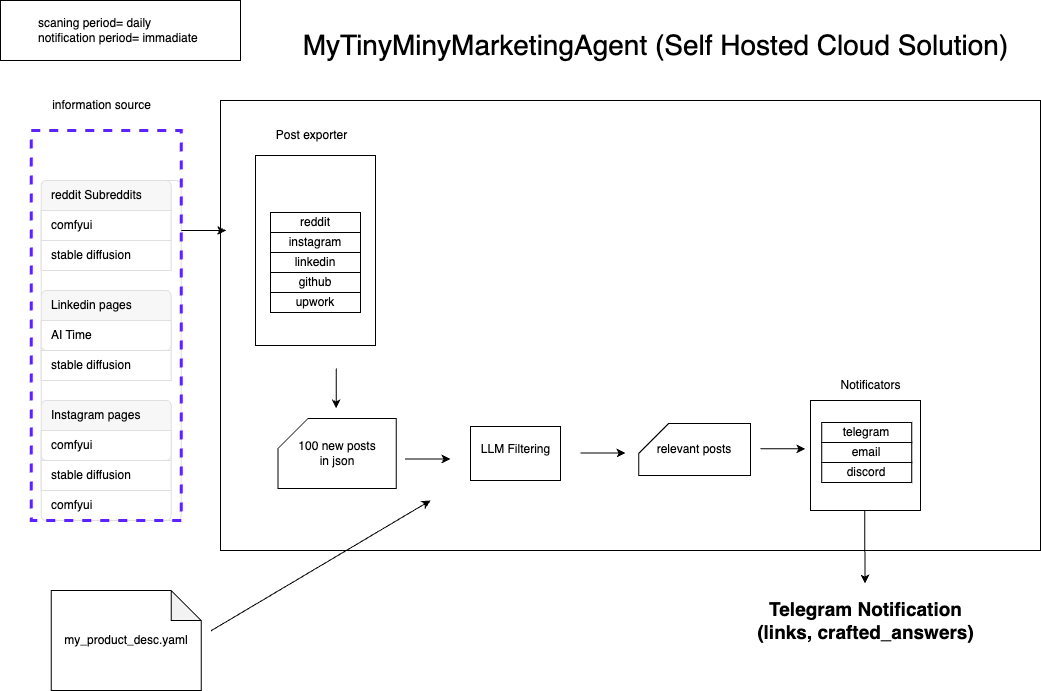 scaning period= daily
notification period= immadiate
MyTinyMinyMarketingAgent (Self Hosted Cloud Solution)
information source
reddit Subreddits
comfyui
stable diffusion
Linkedin pages
AI Time
stable diffusion
Instagram pages
comfyui
stable diffusion
comfyui
Post exporter
reddit
instagram
linkedin
github
upwork
100 new posts
in json
LLM Filtering
relevant posts
Notificators
telegram
email
discord
my_product_desc.yaml
Telegram Notification
(links, crafted_answers)